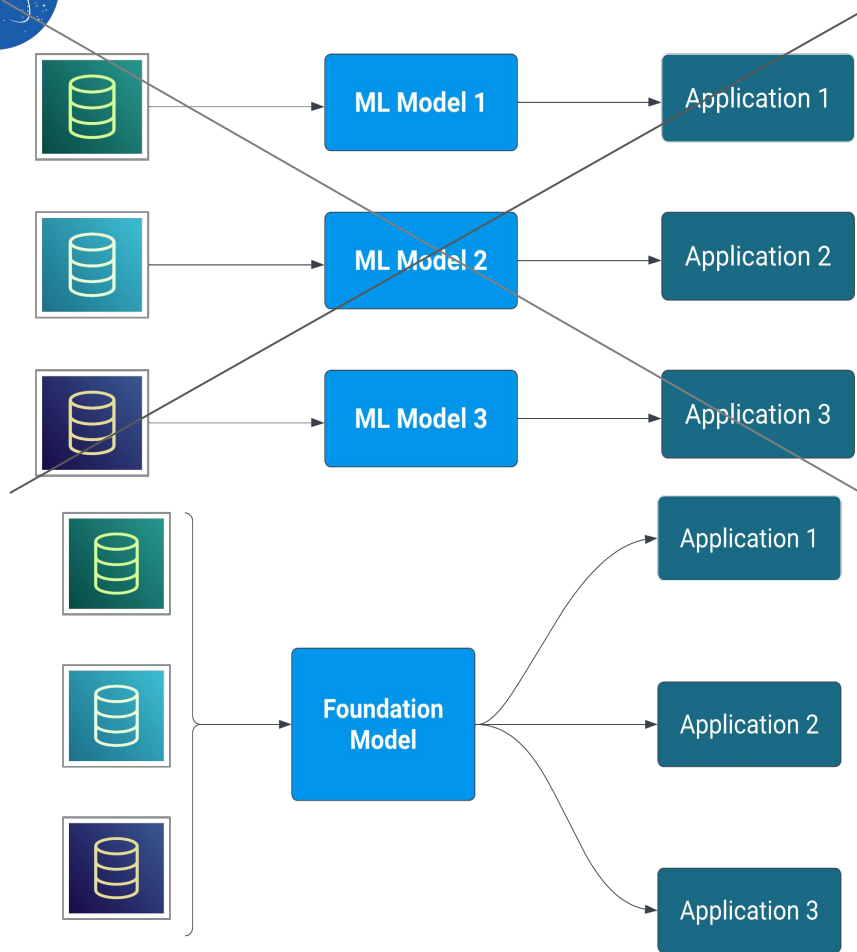 ML Model 1
Application 1
ML Model 2
Application 2
ML Model 3
Application 3
Application 1
Foundation
Model
Application 2
Application 3